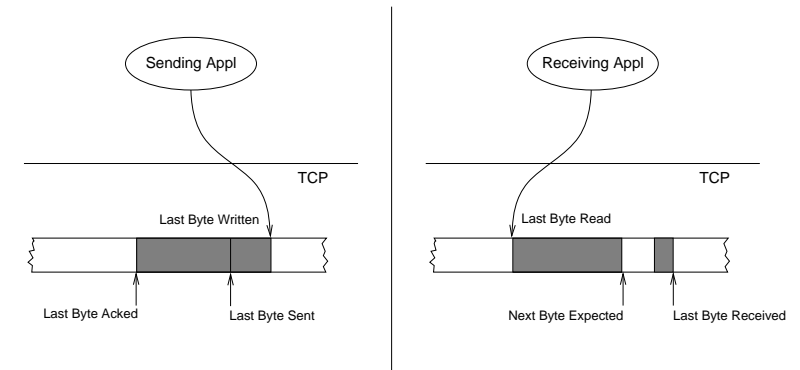 Sending Appl
TCP
Last Byte Written
Last Byte Acked
Last Byte Sent
Receiving Appl
TCP
Last Byte Read
Next Byte Expected
Last Byte Received